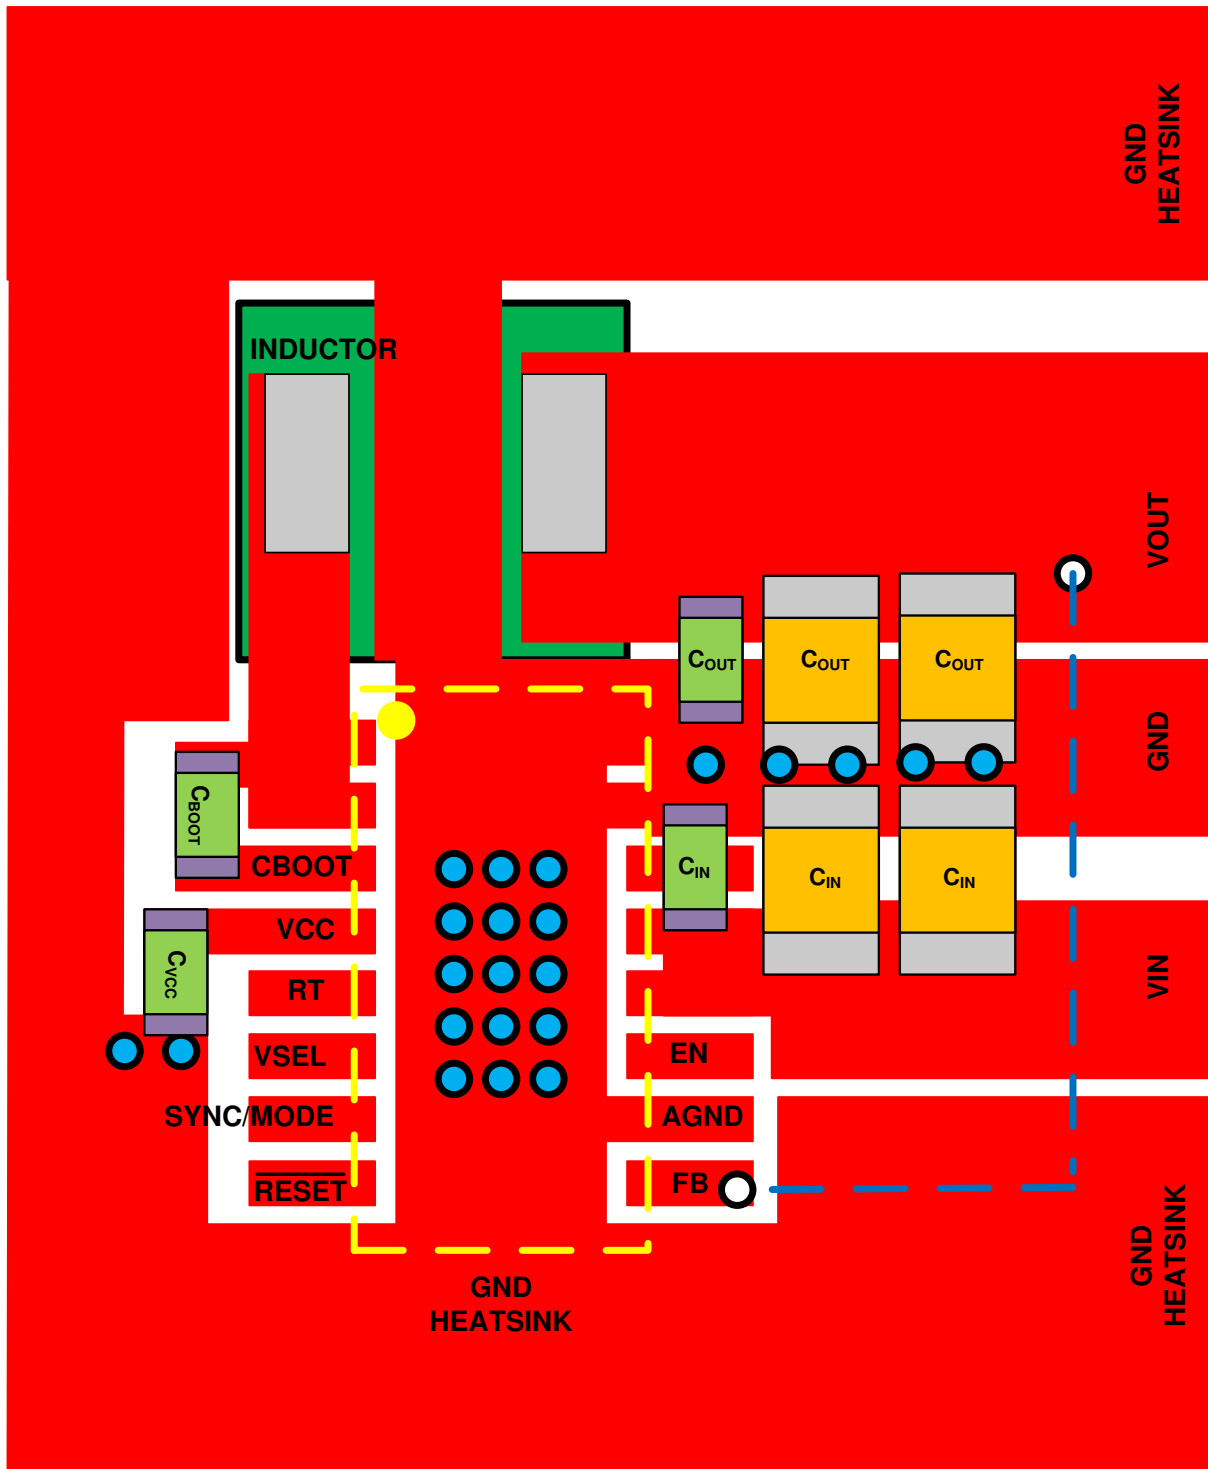 GND
HEATSINK
INDUCTOR
VOUT
COUT
COUT
COUT
GND
CBOOT
CBOOT
CIN
CIN
CIN
VCC
CVCC
RT
VIN
VSEL
EN
SYNC/MODE
AGND
RESET
FB
GND
HEATSINK
GND
HEATSINK